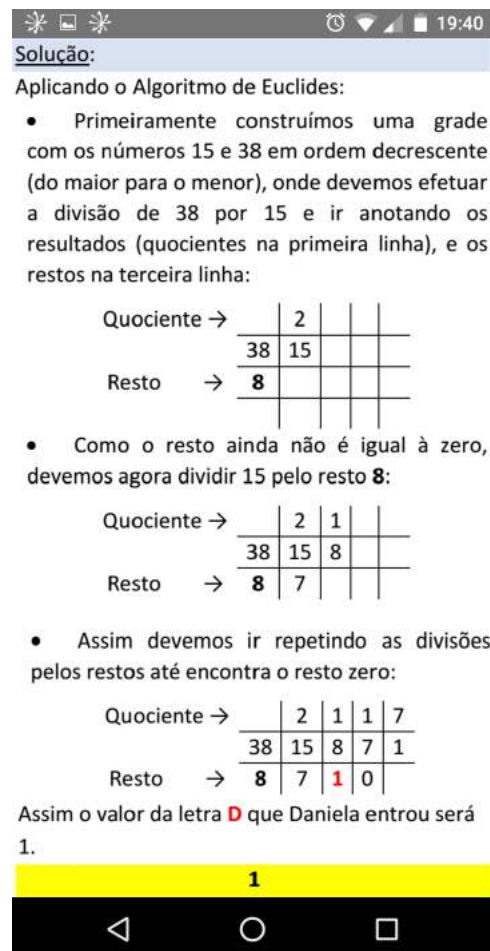 19:40
Solução:
Aplicando o Algoritmo de Euclides:
• Primeiramente construímos uma grade
com os números 15 e 38 em ordem decrescente
(do maior para o menor), onde devemos efetuar
a divisão de 38 por 15 e ir anotando os
resultados (quocientes na primeira linha), e os
restos na terceira linha:
Quociente → 2
38 15
Resto → 8
• Como o resto ainda não é igual à zero,
devemos agora dividir 15 pelo resto 8:
Quociente → 2 1
38 15 8
Resto → 8 7
• Assim devemos ir repetindo as divisões
pelos restos até encontra o resto zero:
Quociente → 2 1 1 7
38 15 8 7 1
Resto → 8 7 1 0
Assim o valor da letra D que Daniela entrou será
1.
1